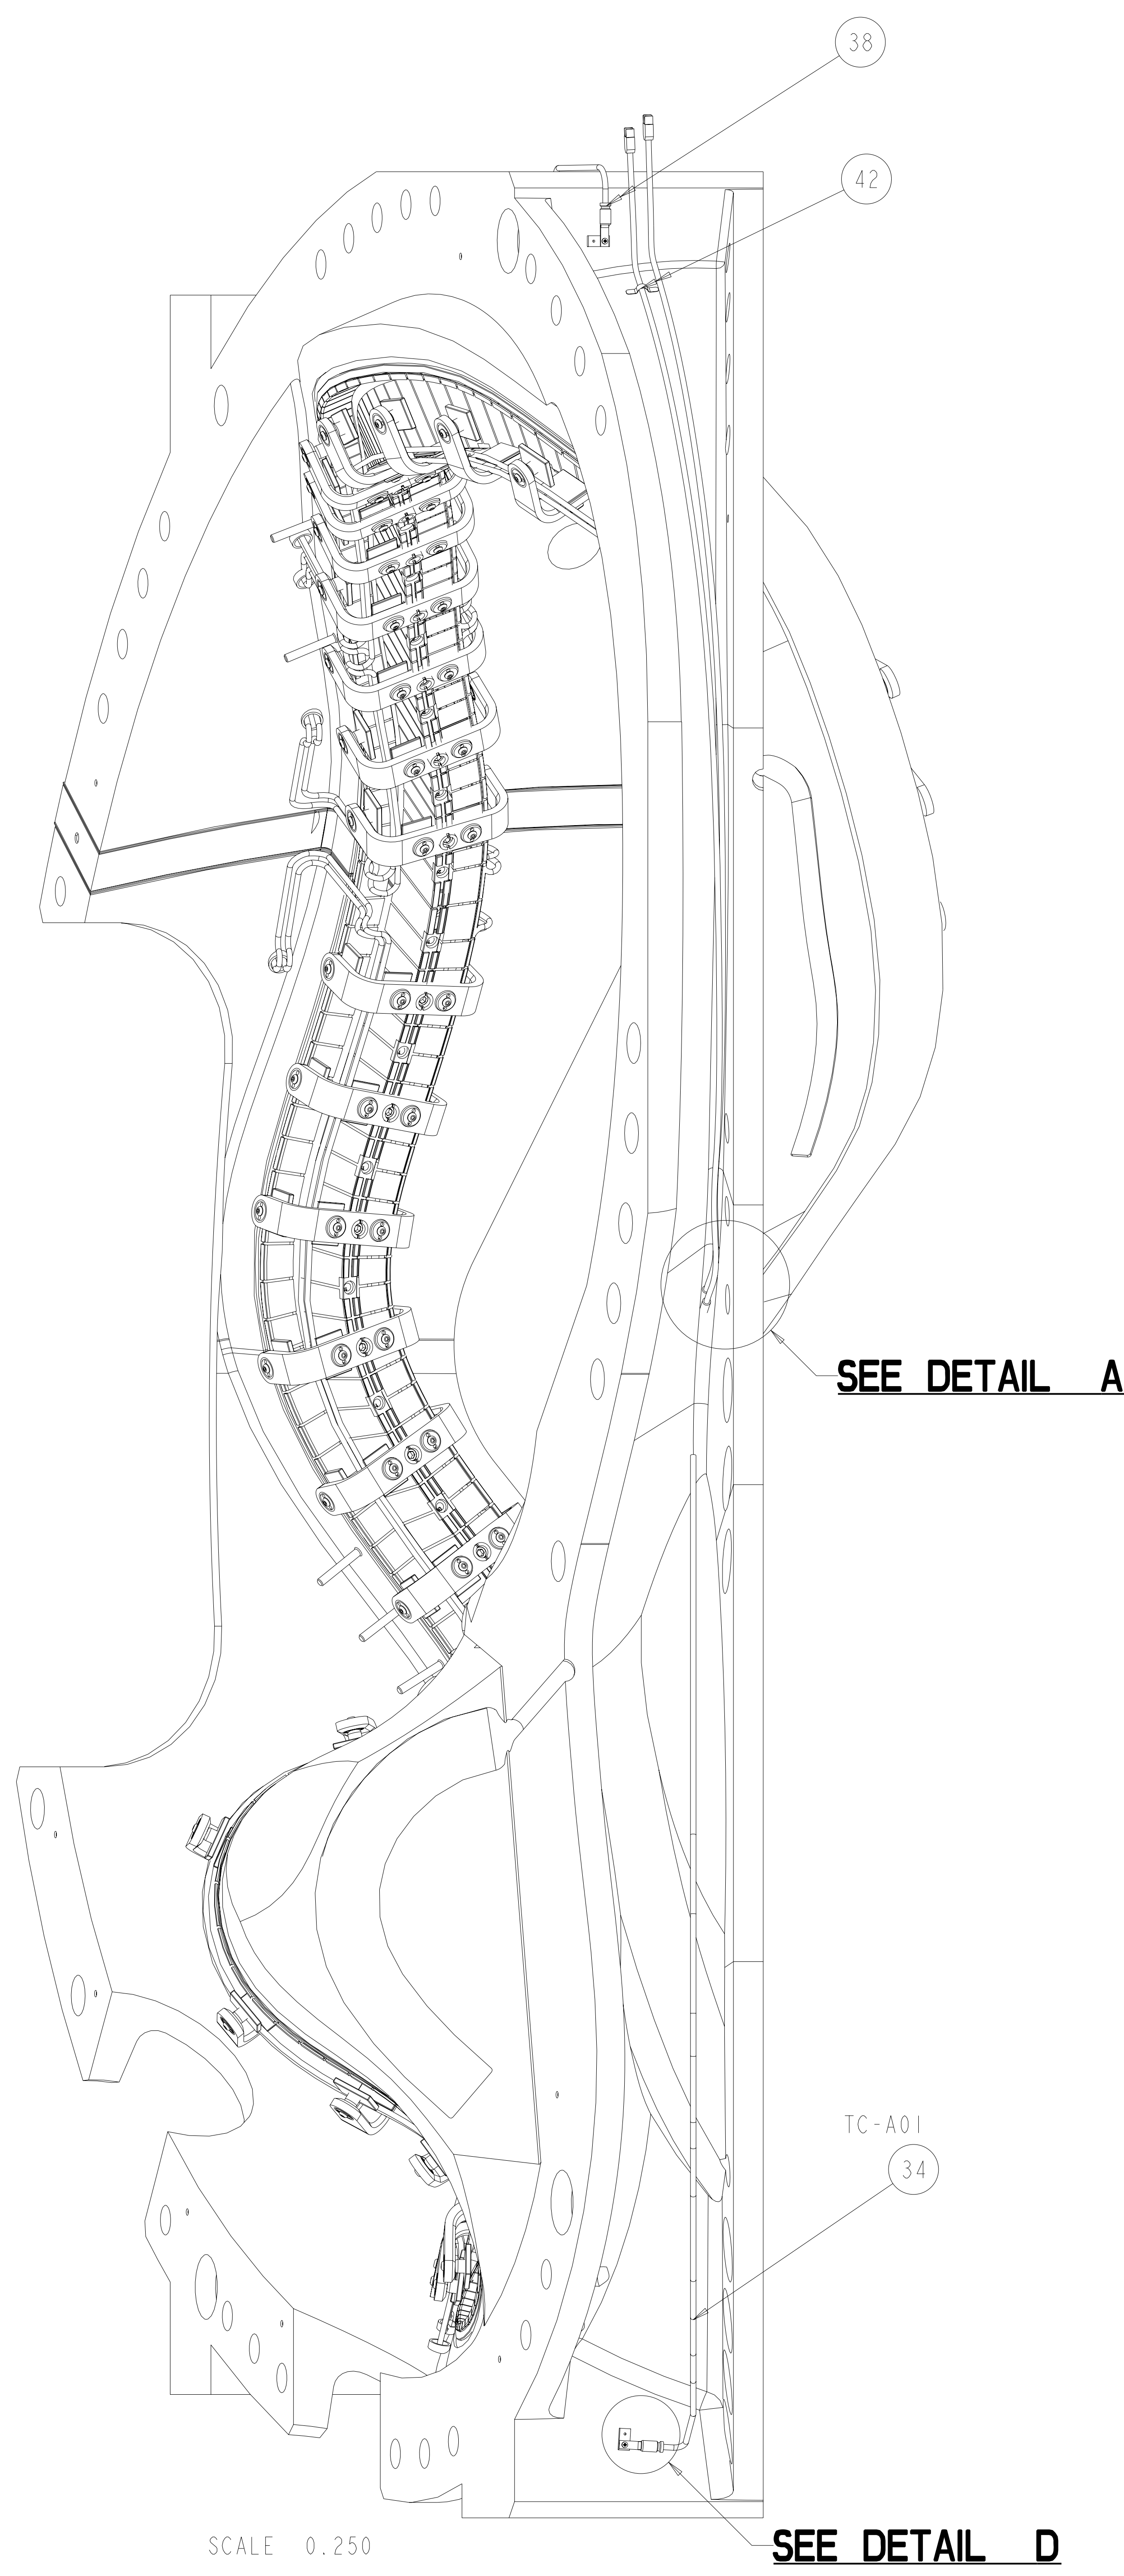 38
42
SEE DETAIL A
TC-A01
34
SCALE 0.250
SEE DETAIL D